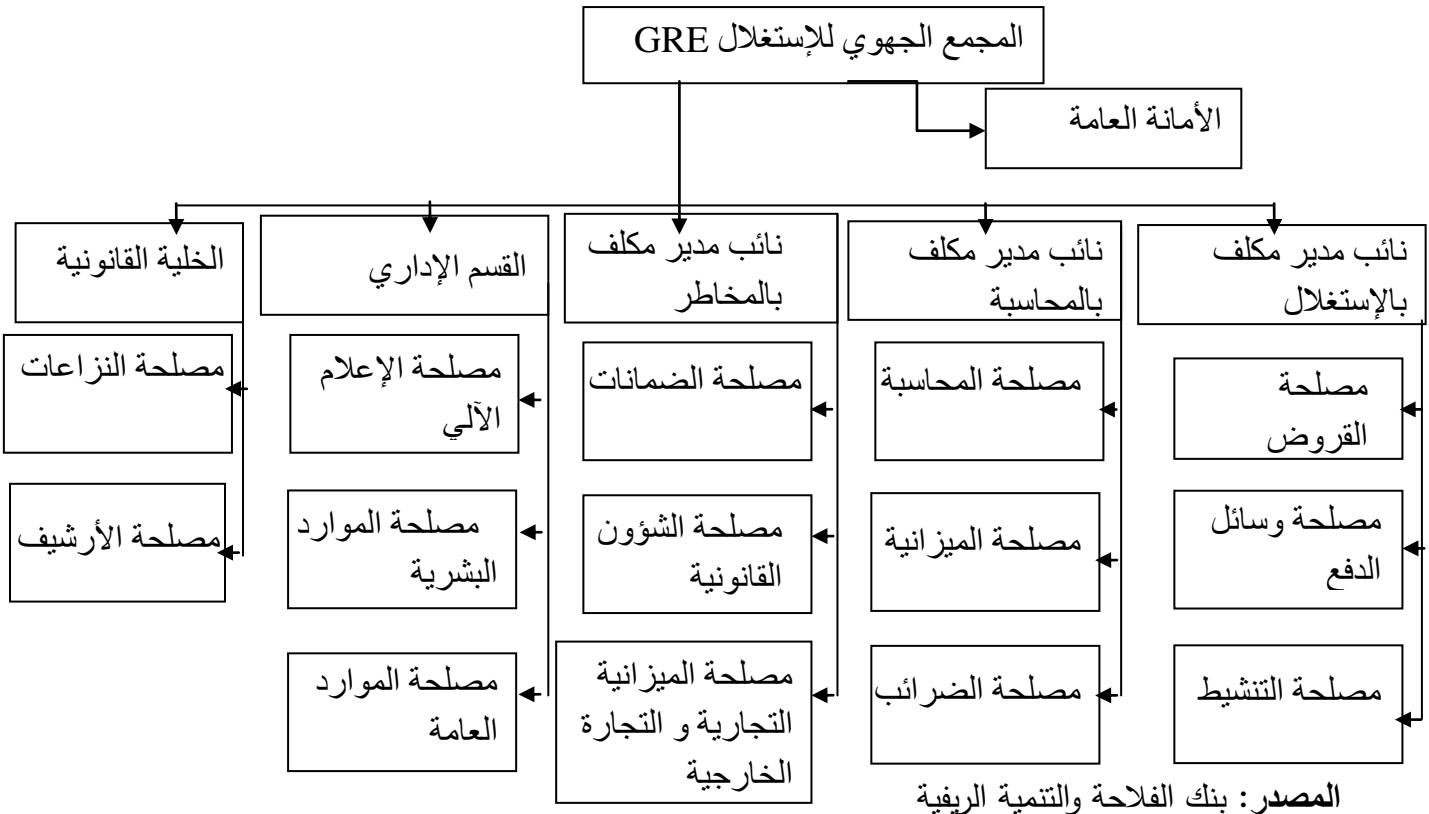 المجمع الجهوي للإستغلال GRE
الأمانة العامة
نائب مدير مكلف
بالإستغلال
نائب مدير مكلف
بالمحاسبة
نائب مدير مكلف
بالمخاطر
القسم الإداري
الخلية القانونية
مصلحة
القروض
مصلحة المحاسبة
مصلحة الضمانات
مصلحة الإعلام
الآلي
مصلحة النزاعات
مصلحة وسائل
الدفع
مصلحة الميزانية
مصلحة الشؤون
القانونية
مصلحة الموارد
البشرية
مصلحة الأرشيف
مصلحة التنشيط
مصلحة الضرائب
مصلحة الميزانية
التجارية و التجارة
الخارجية
مصلحة الموارد
العامة
المصدر: بنك الفلاحة والتنمية الريفية